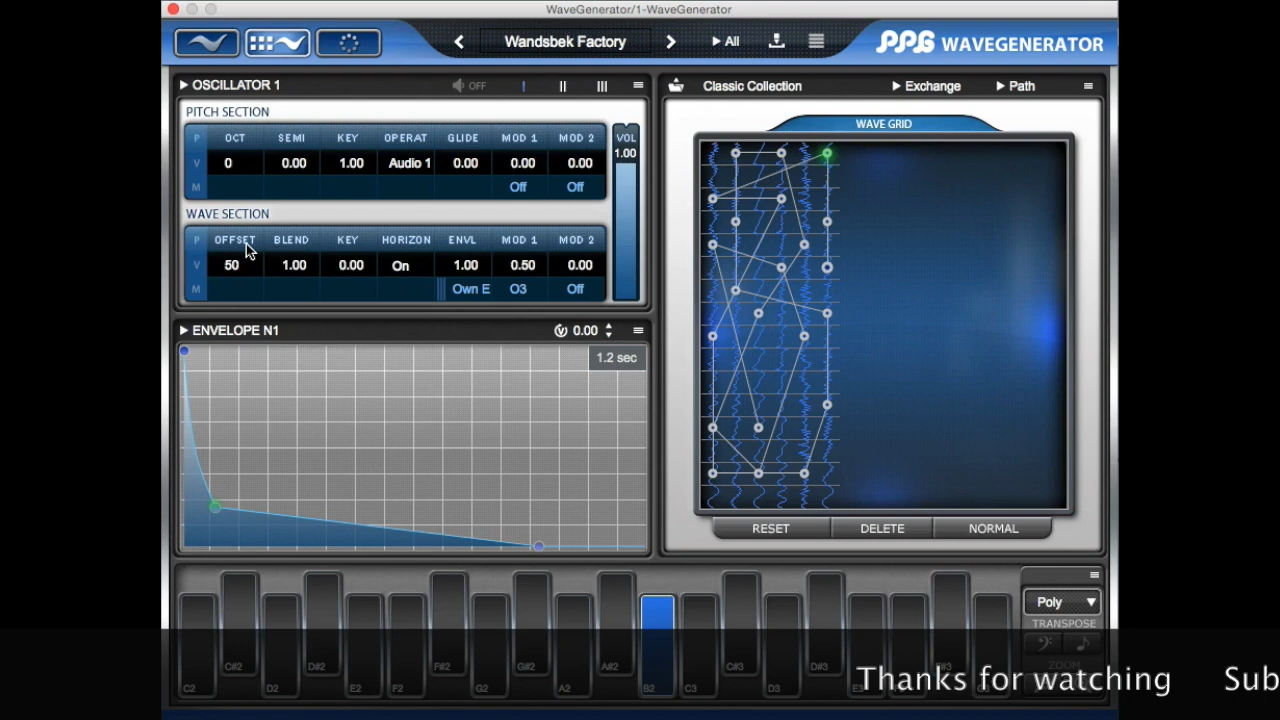 WaveGenerator/1-WaveGenerator
Wandsbek Factory
All
PPG WAVEGENERATOR
OSCILLATOR 1
OFF
I
II
III
Classic Collection
Exchange
Path
PITCH SECTION
P OCT SEMI KEY OPERAT GLIDE MOD 1 MOD 2
V 0 0.00 1.00 Audio 1 0.00 0.00 0.00
M Off Off
VOL
1.00
WAVE SECTION
P OFFSET BLEND KEY HORIZON ENVL MOD 1 MOD 2
V 50 1.00 0.00 On 1.00 0.50 0.00
M Own E O3 Off
WAVE GRID
ENVELOPE N1
0.00
1.2 sec
RESET
DELETE
NORMAL
Poly
TRANSPOSE
ZOOM
C#2 D#2 F#2 G#2 A#2 C#3 D#3 F#3
C2 D2 E2 F2 G2 A2 B2 C3 D3 E3
Thanks for watching Sub